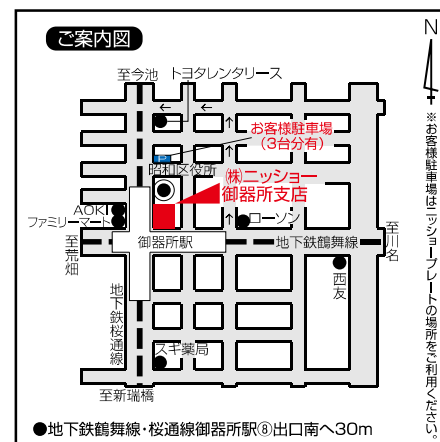 ご案内図
N
至今池
トヨタレンタリース
←
←
↑
お客様駐車場
(3台分有)
P
↑
昭和区役所
㈱ニッショー
御器所支店
AOKI
ファミリーマート
↑
ローソン
至荒畑
御器所駅
地下鉄鶴舞線
至川名
地下鉄桜通線
西友
スギ薬局
至新瑞橋
※お客様駐車場はニッショープレートの場所をご利用ください。
●地下鉄鶴舞線・桜通線御器所駅⑧出口南へ30m